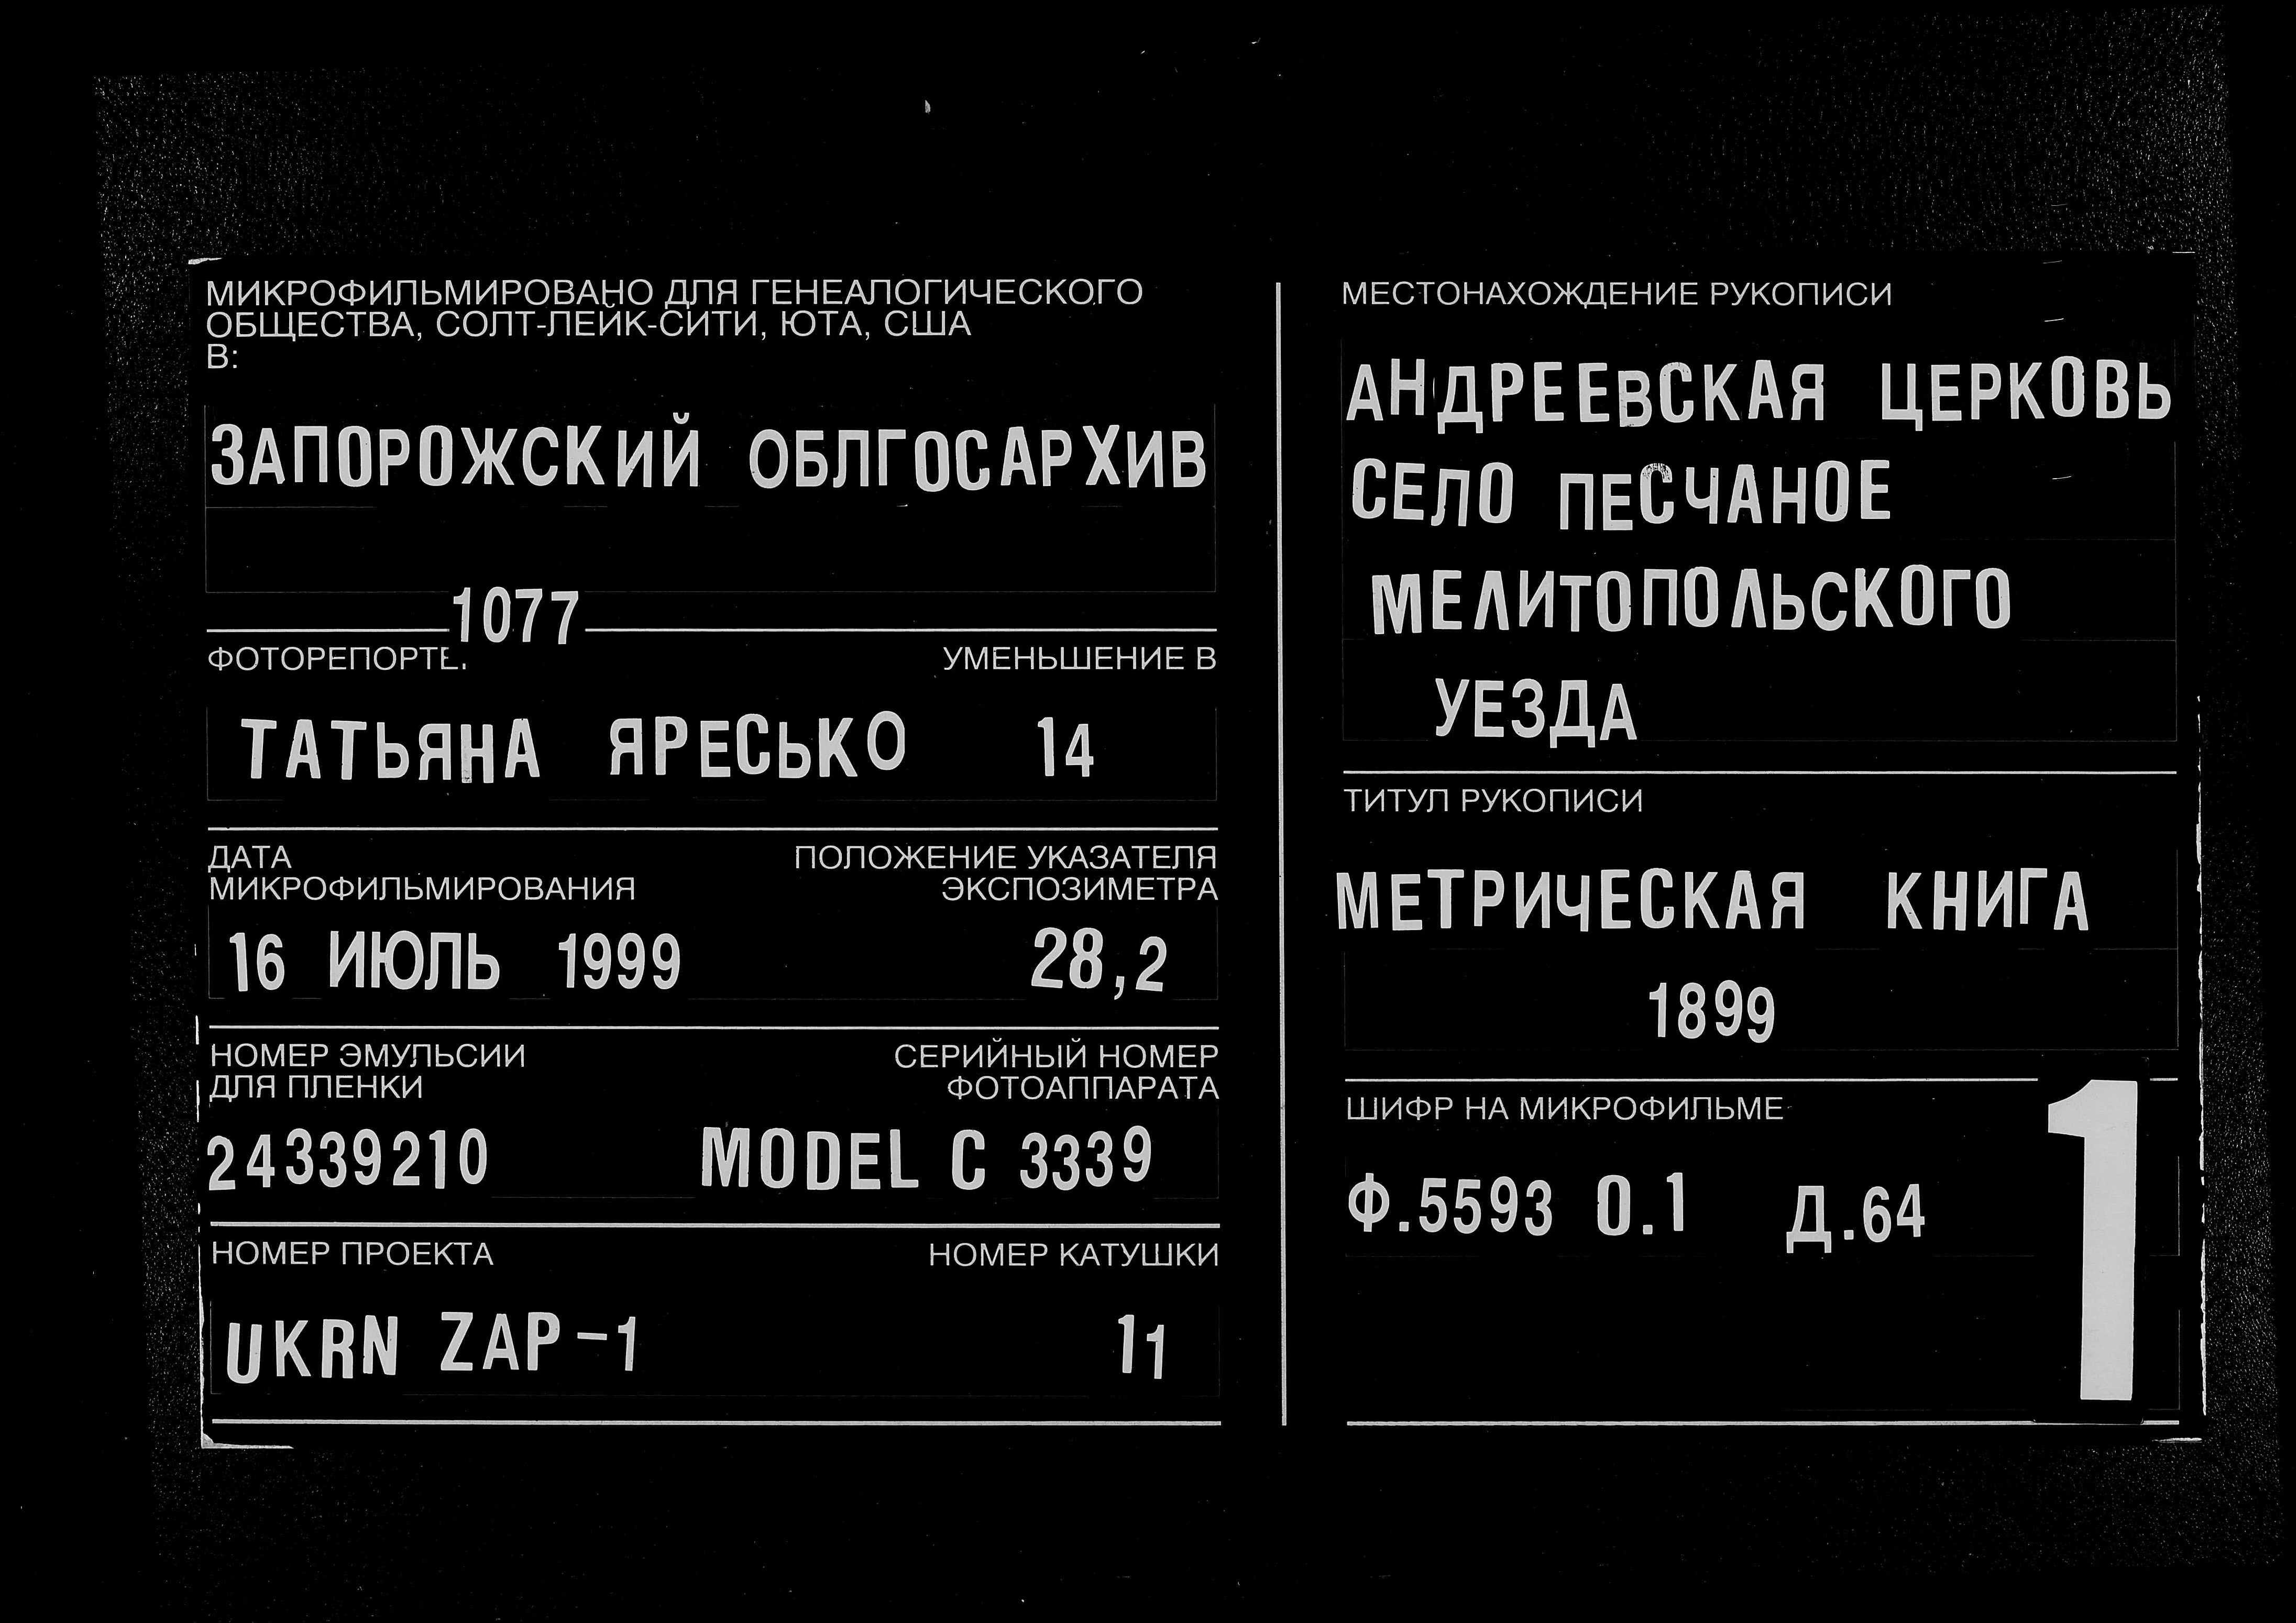 МИКРОФИЛЬМИРОВАНО ДЛЯ ГЕНЕАЛОГИЧЕСКОГО
ОБЩЕСТВА, СОЛТ-ЛЕЙК-СИТИ, ЮТА, США
В:
ЗАПОРОЖСКИЙ ОБЛГОСАРХИВ
1077
ФОТОРЕПОРТЕ. УМЕНЬШЕНИЕ В
ТАТЬЯНА ЯРЕСЬКО 14
ДАТА ПОЛОЖЕНИЕ УКАЗАТЕЛЯ
МИКРОФИЛЬМИРОВАНИЯ ЭКСПОЗИМЕТРА
16 ИЮЛЬ 1999 28,2
НОМЕР ЭМУЛЬСИИ СЕРИЙНЫЙ НОМЕР
ДЛЯ ПЛЕНКИ ФОТОАППАРАТА
24339210 MODEL C 3339
НОМЕР ПРОЕКТА НОМЕР КАТУШКИ
UKRN ZAP-1 11
МЕСТОНАХОЖДЕНИЕ РУКОПИСИ
АНДРЕЕВСКАЯ ЦЕРКОВЬ
СЕЛО ПЕСЧАНОЕ
МЕЛИТОПОЛЬСКОГО
УЕЗДА
ТИТУЛ РУКОПИСИ
МЕТРИЧЕСКАЯ КНИГА
1899
ШИФР НА МИКРОФИЛЬМЕ
Ф.5593 О.1 Д.64
1